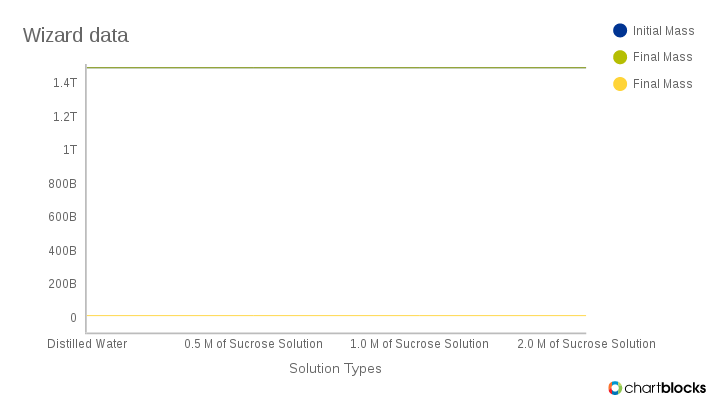 Wizard data
Initial Mass
Final Mass
Final Mass
1.4T
1.2T
1T
800B
600B
400B
200B
0
Distilled Water
0.5 M of Sucrose Solution
1.0 M of Sucrose Solution
2.0 M of Sucrose Solution
Solution Types
chartblocks